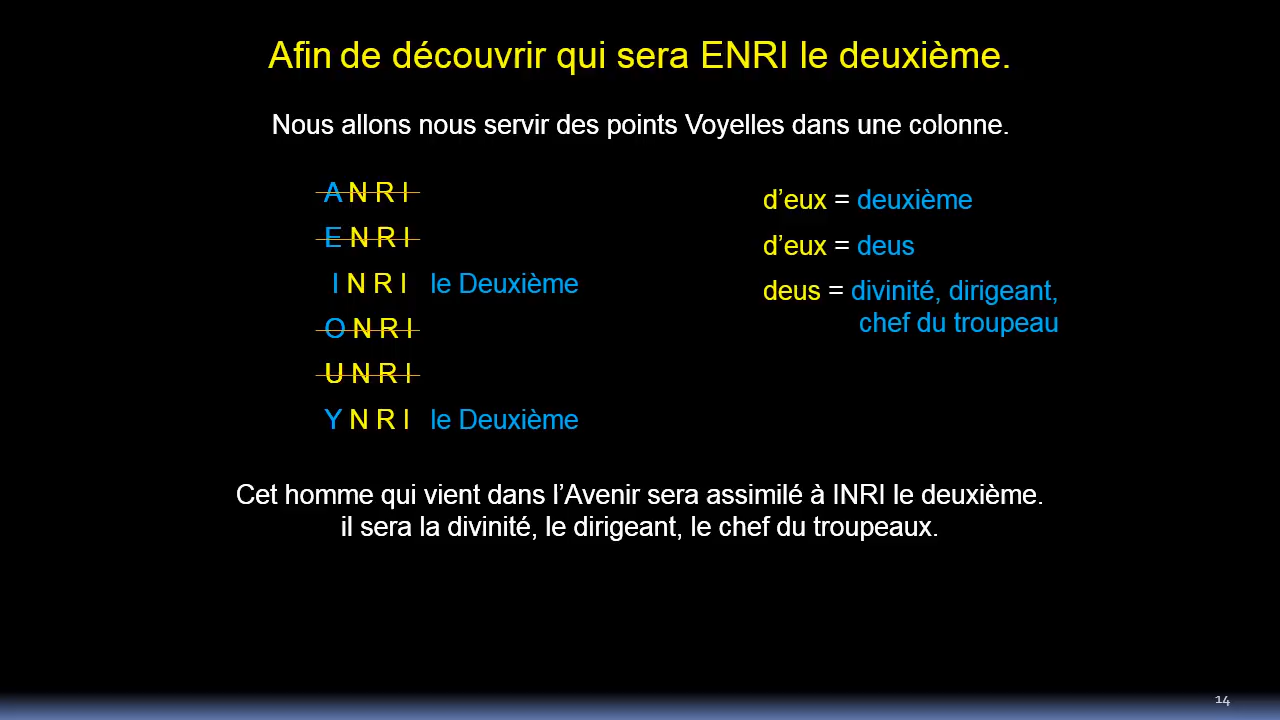 Afin de découvrir qui sera ENRI le deuxième.
Nous allons nous servir des points Voyelles dans une colonne.
A N R I
E N R I
I N R I le Deuxième
O N R I
U N R I
Y N R I le Deuxième
d’eux = deuxième
d’eux = deus
deus = divinité, dirigeant,
chef du troupeau
Cet homme qui vient dans l’Avenir sera assimilé à INRI le deuxième.
il sera la divinité, le dirigeant, le chef du troupeaux.
14